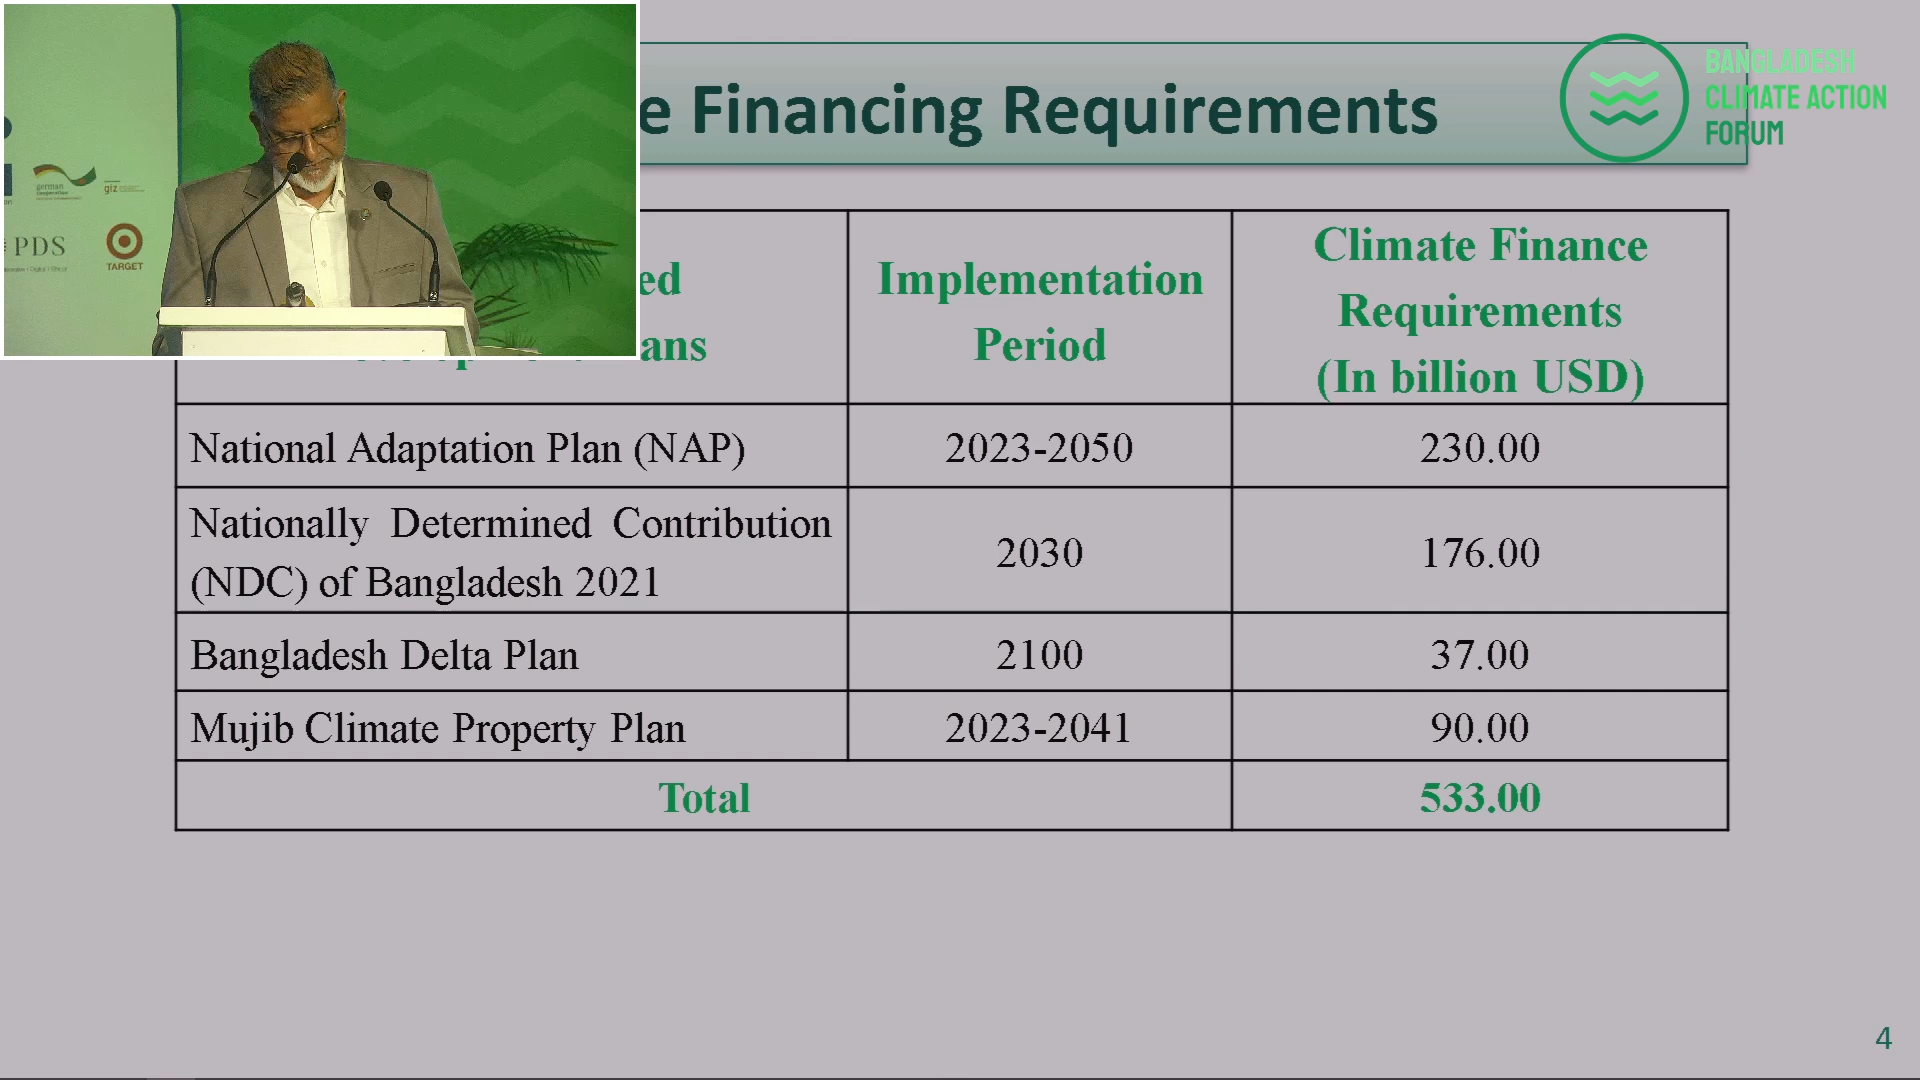 Financing Requirements
BANGLADESH
CLIMATE ACTION
FORUM
german
cooperation
giz
PDS
TARGET
Implementation
Period
Climate Finance
Requirements
(In billion USD)
National Adaptation Plan (NAP)
2023-2050
230.00
Nationally Determined Contribution
(NDC) of Bangladesh 2021
2030
176.00
Bangladesh Delta Plan
2100
37.00
Mujib Climate Property Plan
2023-2041
90.00
Total
533.00
4